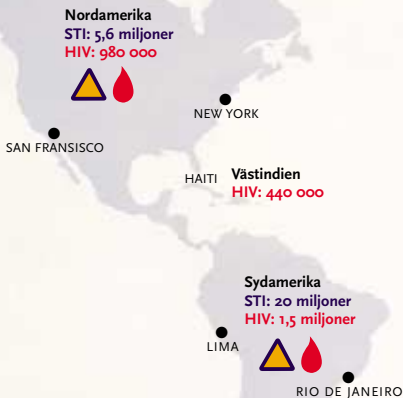 Nordamerika
STI: 5,6 miljoner
HIV: 980 000
NEW YORK
SAN FRANSISCO
HAITI
Västindien
HIV: 440 000
Sydamerika
STI: 20 miljoner
HIV: 1,5 miljoner
LIMA
RIO DE JANEIRO